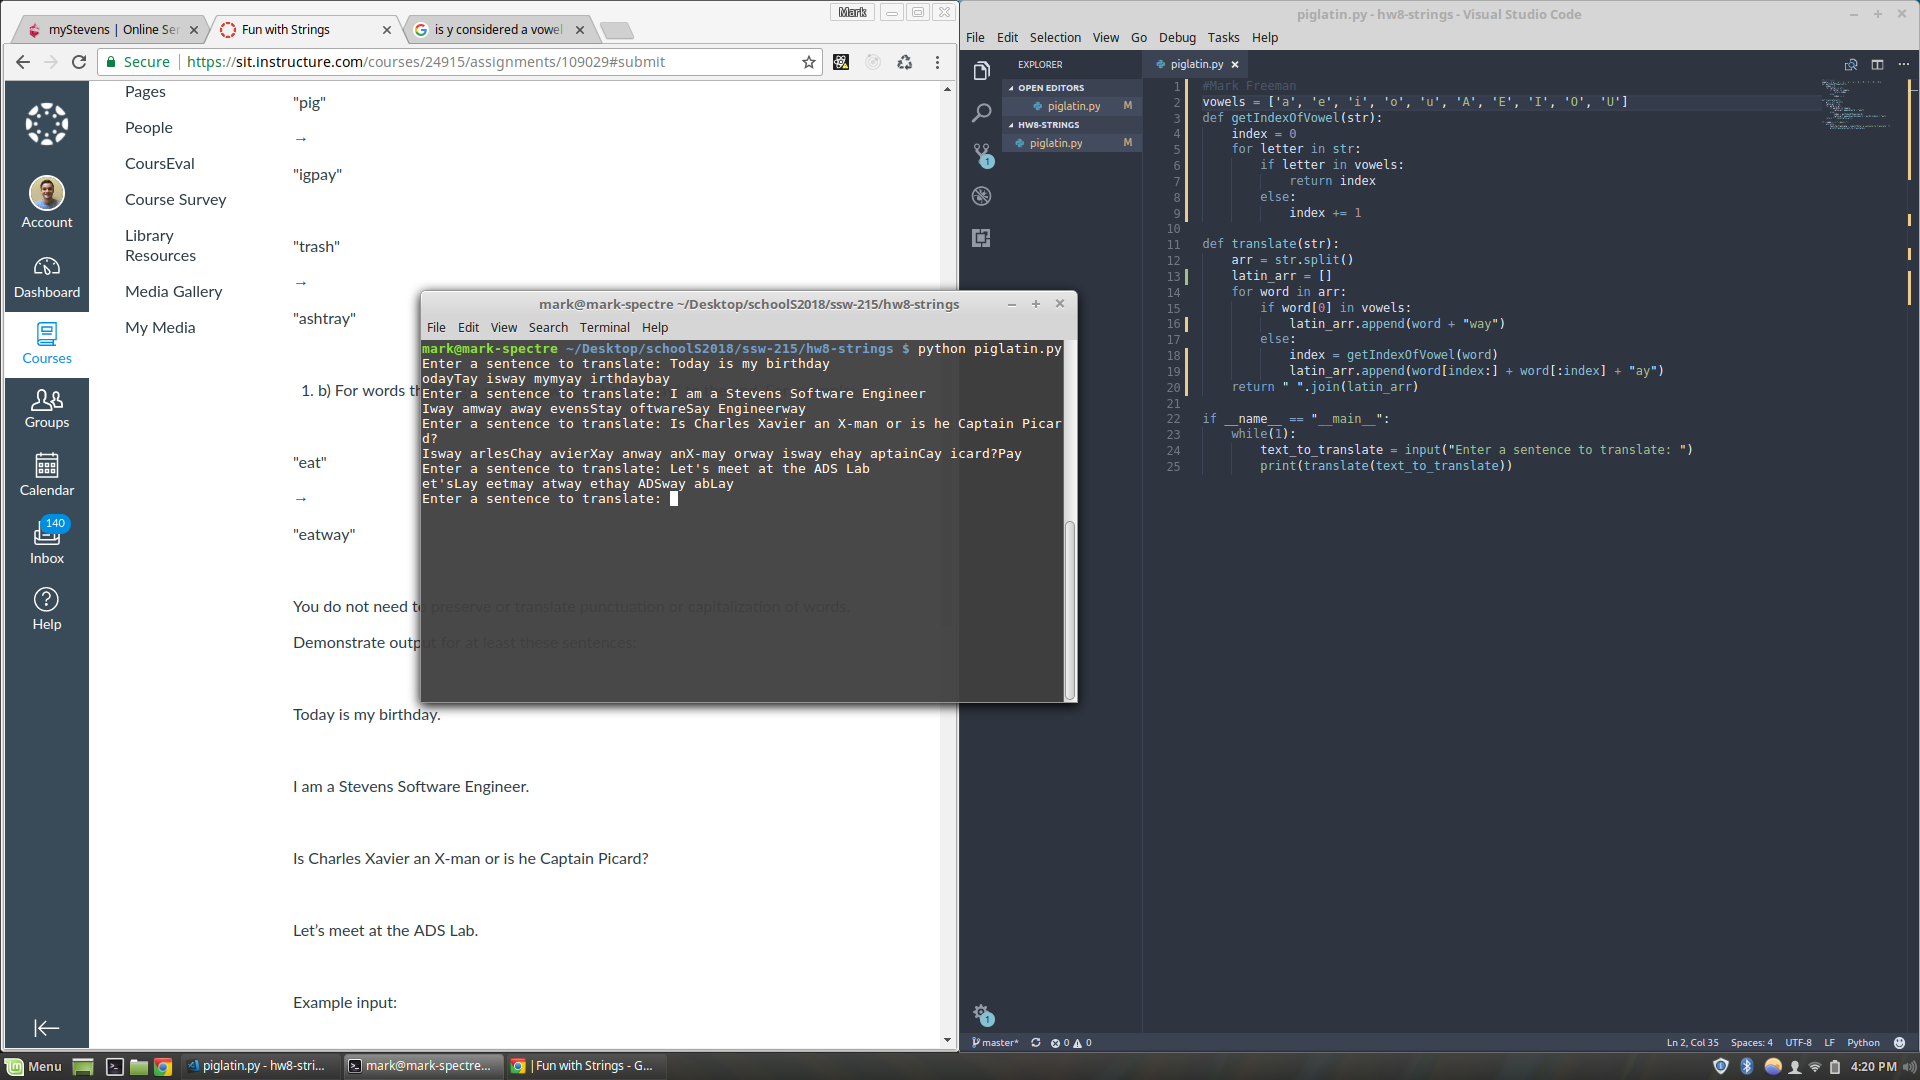 Mark
myStevens | Online Ser
Fun with Strings
is y considered a vowel
Secure
https://sit.instructure.com/courses/24915/assignments/109029#submit
Account
Dashboard
Courses
Groups
Calendar
140
Inbox
Help
Pages
People
CoursEval
Course Survey
Library
Resources
Media Gallery
My Media
"pig"
→
"igpay"
"trash"
→
"ashtray"
1. b) For words th
"eat"
→
"eatway"
You do not need to preserve or translate punctuation or capitalization of words.
Demonstrate output for at least these sentences:
Today is my birthday.
I am a Stevens Software Engineer.
Is Charles Xavier an X-man or is he Captain Picard?
Let’s meet at the ADS Lab.
Example input:
mark@mark-spectre ~/Desktop/schoolS2018/ssw-215/hw8-strings
File Edit View Search Terminal Help
mark@mark-spectre ~/Desktop/schoolS2018/ssw-215/hw8-strings $ python piglatin.py
Enter a sentence to translate: Today is my birthday
odayTay isway mymyay irthdaybay
Enter a sentence to translate: I am a Stevens Software Engineer
Iway amway away evensStay oftwareSay Engineerway
Enter a sentence to translate: Is Charles Xavier an X-man or is he Captain Picar
d?
Isway arlesChay avierXay anway anX-may orway isway ehay aptainCay icard?Pay
Enter a sentence to translate: Let's meet at the ADS Lab
et'sLay eetmay atway ethay ADSway abLay
Enter a sentence to translate:
piglatin.py - hw8-strings - Visual Studio Code
File Edit Selection View Go Debug Tasks Help
EXPLORER
OPEN EDITORS
piglatin.py M
HW8-STRINGS
piglatin.py M
1
1
piglatin.py
1 #Mark Freeman
2 vowels = ['a', 'e', 'i', 'o', 'u', 'A', 'E', 'I', 'O', 'U']
3 def getIndexOfVowel(str):
4 index = 0
5 for letter in str:
6 if letter in vowels:
7 return index
8 else:
9 index += 1
10
11 def translate(str):
12 arr = str.split()
13 latin_arr = []
14 for word in arr:
15 if word[0] in vowels:
16 latin_arr.append(word + "way")
17 else:
18 index = getIndexOfVowel(word)
19 latin_arr.append(word[index:] + word[:index] + "ay")
20 return " ".join(latin_arr)
21
22 if __name__ == "__main__":
23 while(1):
24 text_to_translate = input("Enter a sentence to translate: ")
25 print(translate(text_to_translate))
master* 0 0
Ln 2, Col 35 Spaces: 4 UTF-8 LF Python
Menu
piglatin.py - hw8-stri...
mark@mark-spectre...
| Fun with Strings - G...
4:20 PM